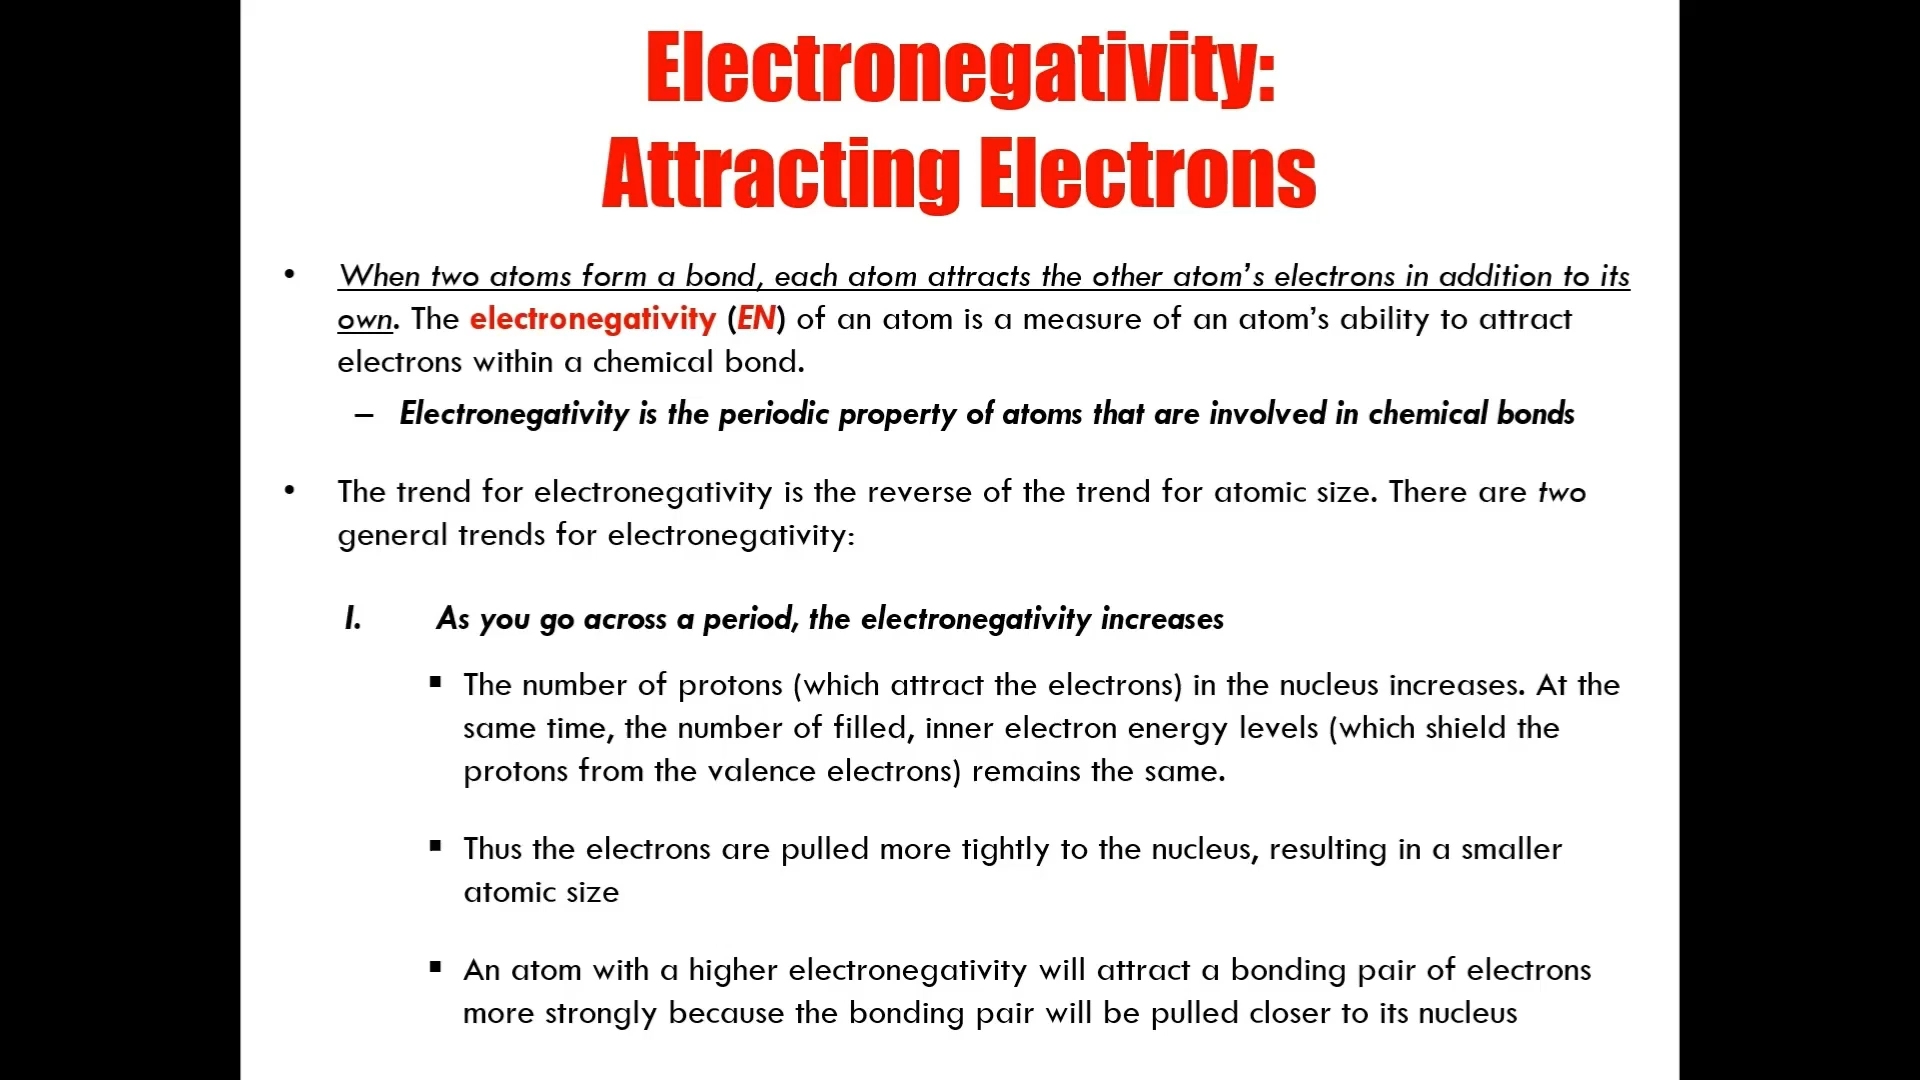 Electronegativity:
Attracting Electrons
• When two atoms form a bond, each atom attracts the other atom’s electrons in addition to its
own. The electronegativity (EN) of an atom is a measure of an atom’s ability to attract
electrons within a chemical bond.
– Electronegativity is the periodic property of atoms that are involved in chemical bonds
• The trend for electronegativity is the reverse of the trend for atomic size. There are two
general trends for electronegativity:
I. As you go across a period, the electronegativity increases
▪ The number of protons (which attract the electrons) in the nucleus increases. At the
same time, the number of filled, inner electron energy levels (which shield the
protons from the valence electrons) remains the same.
▪ Thus the electrons are pulled more tightly to the nucleus, resulting in a smaller
atomic size
▪ An atom with a higher electronegativity will attract a bonding pair of electrons
more strongly because the bonding pair will be pulled closer to its nucleus